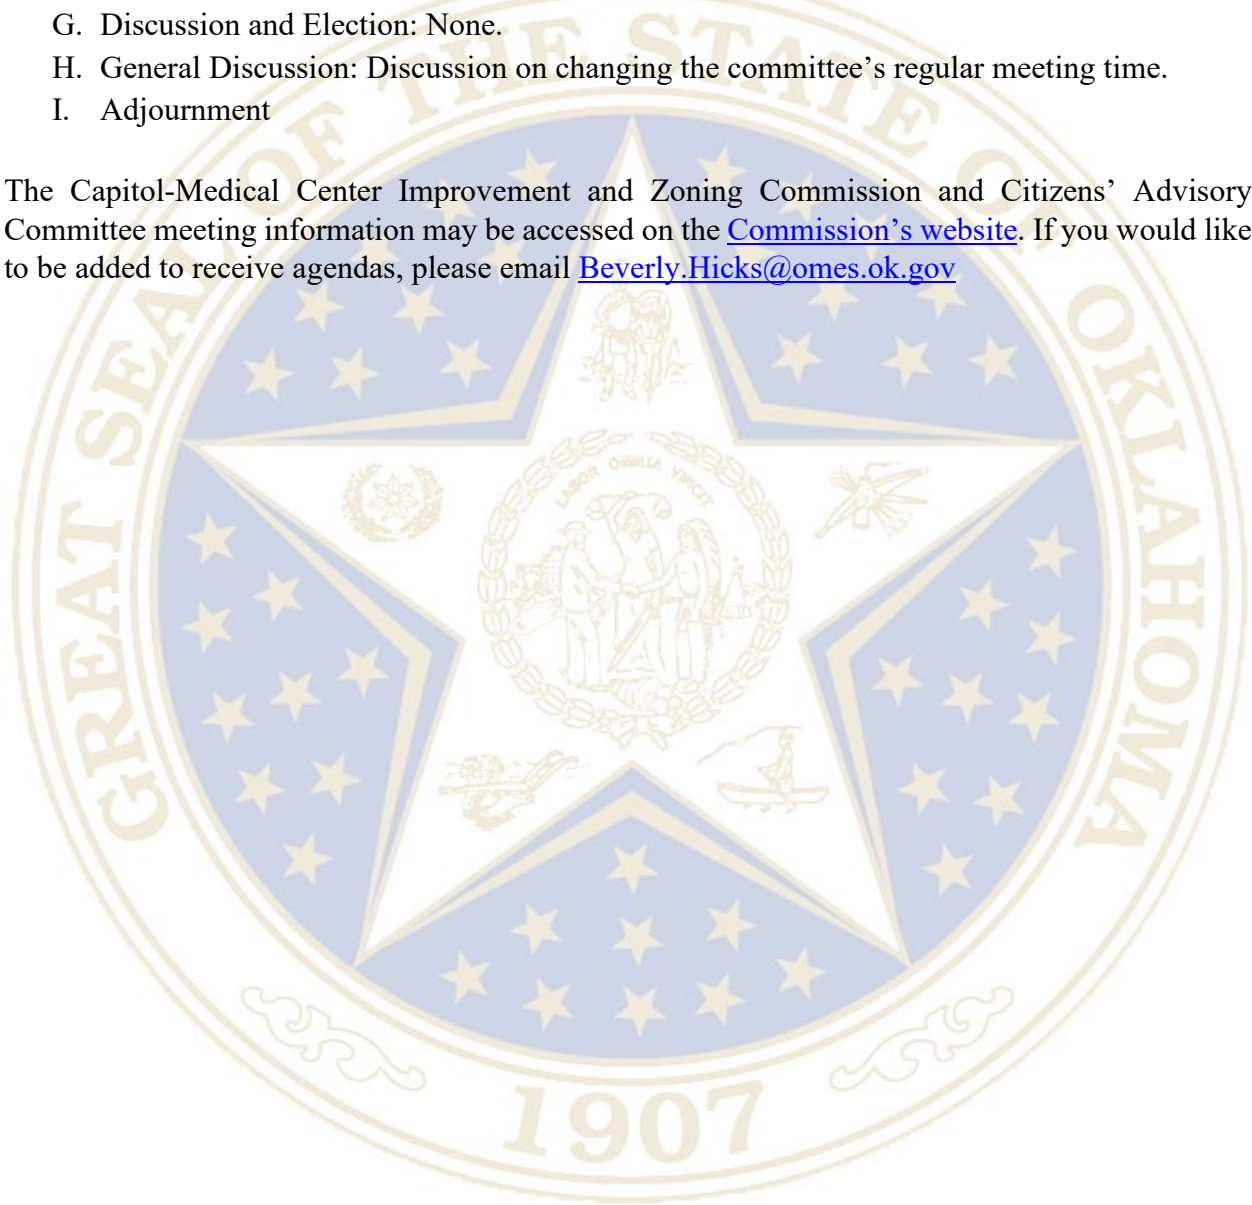 G. Discussion and Election: None.
H. General Discussion: Discussion on changing the committee’s regular meeting time.
I. Adjournment
The Capitol-Medical Center Improvement and Zoning Commission and Citizens’ Advisory
Committee meeting information may be accessed on the Commission’s website. If you would like
to be added to receive agendas, please email Beverly.Hicks@omes.ok.gov
GREAT SEAL OF THE STATE OF OKLAHOMA
LABOR OMNIA VINCIT
1907